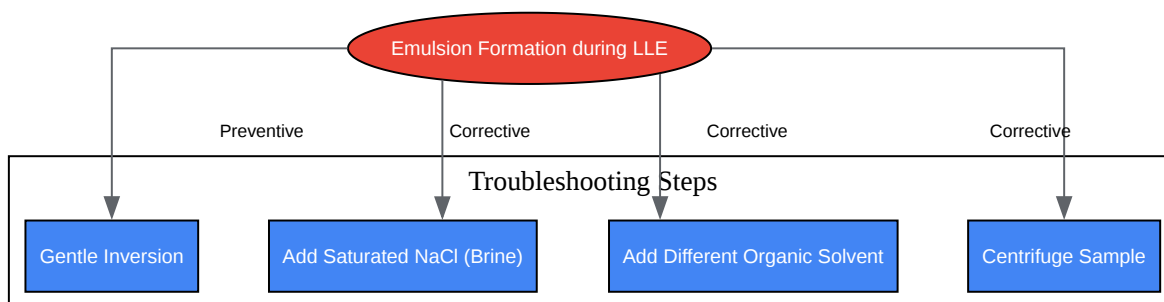 Emulsion Formation during LLE
Preventive
Corrective
Corrective
Corrective
Troubleshooting Steps
Gentle Inversion
Add Saturated NaCl (Brine)
Add Different Organic Solvent
Centrifuge Sample